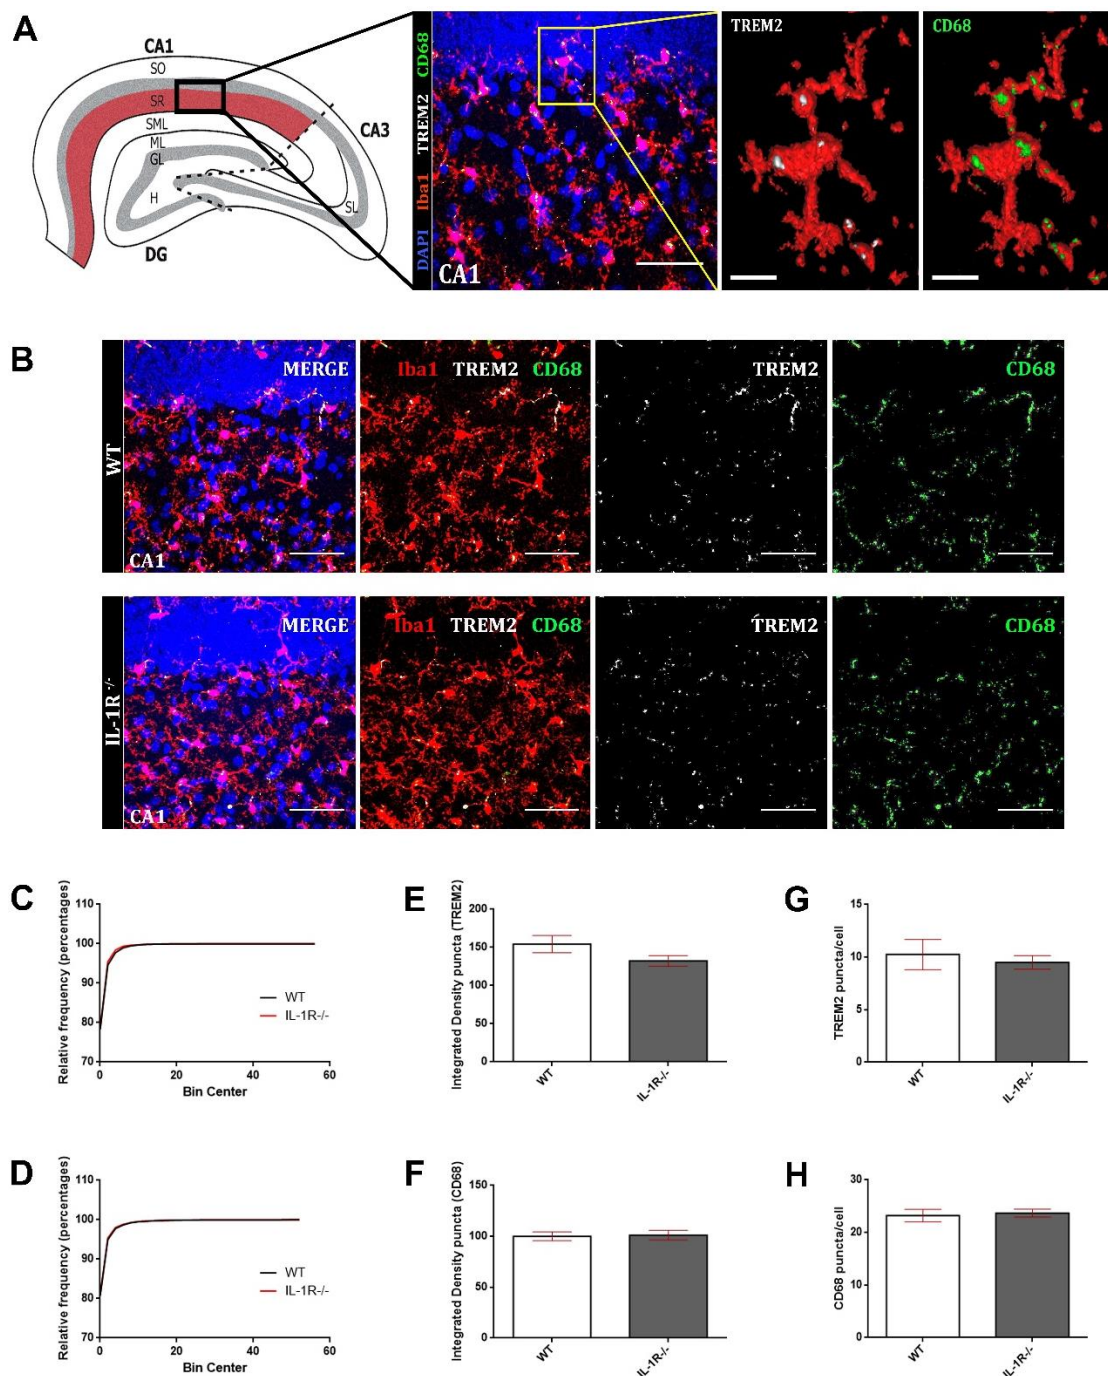 A
CA1
SO
SR
SML
ML
GL
H
DG
CA3
SL
DAPI Iba1 TREM2 CD68
CA1
TREM2
CD68
B
WT
MERGE
CA1
Iba1 TREM2 CD68
TREM2
CD68
IL-1R -/-
MERGE
CA1
Iba1 TREM2 CD68
TREM2
CD68
C
Relative frequency (percentages)
110
100
90
80
70
0 20 40 60
Bin Center
WT
IL-1R-/-
E
Integrated Density puncta (TREM2)
200
150
100
50
0
WT
IL-1R-/-
G
TREM2 puncta/cell
15
10
5
0
WT
IL-1R-/-
D
Relative frequency (percentages)
110
100
90
80
70
0 20 40 60
Bin Center
WT
IL-1R-/-
F
Integrated Density puncta (CD68)
150
100
50
0
WT
IL-1R-/-
H
CD68 puncta/cell
30
20
10
0
WT
IL-1R-/-